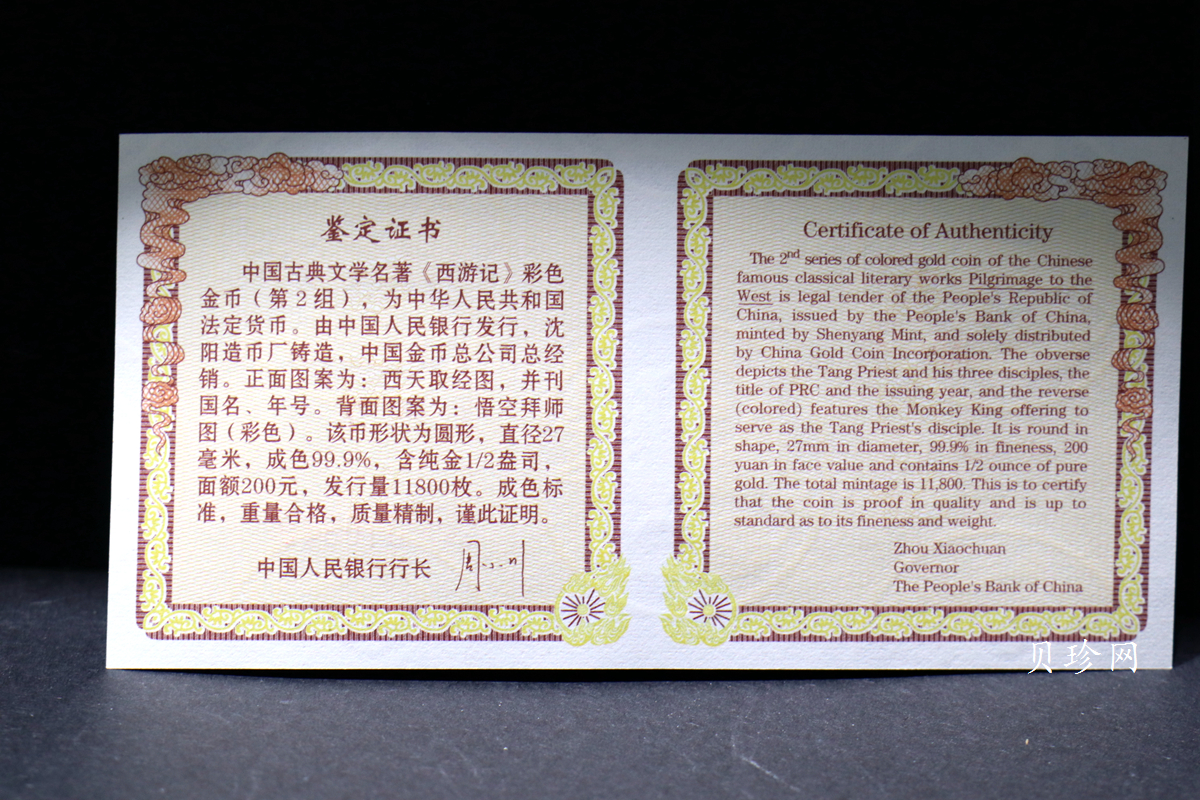 鉴定证书
中国古典文学名著《西游记》彩色
金币（第2组），为中华人民共和国
法定货币。由中国人民银行发行，沈
阳造币厂铸造，中国金币总公司总经
销。正面图案为：西天取经图，并刊
国名、年号。背面图案为：悟空拜师
图（彩色）。该币形状为圆形，直径27
毫米，成色99.9%，含纯金1/2盎司，
面额200元，发行量11800枚。成色标
准，重量合格，质量精制，谨此证明。
中国人民银行行长 周小川
Certificate of Authenticity
The 2nd series of colored gold coin of the Chinese
famous classical literary works Pilgrimage to the
West is legal tender of the People's Republic of
China, issued by the People's Bank of China,
minted by Shenyang Mint, and solely distributed
by China Gold Coin Incorporation. The obverse
depicts the Tang Priest and his three disciples, the
title of PRC and the issuing year, and the reverse
(colored) features the Monkey King offering to
serve as the Tang Priest's disciple. It is round in
shape, 27mm in diameter, 99.9% in fineness, 200
yuan in face value and contains 1/2 ounce of pure
gold. The total mintage is 11,800. This is to certify
that the coin is proof in quality and is up to
standard as to its fineness and weight.
Zhou Xiaochuan
Governor
The People's Bank of China
贝珍网